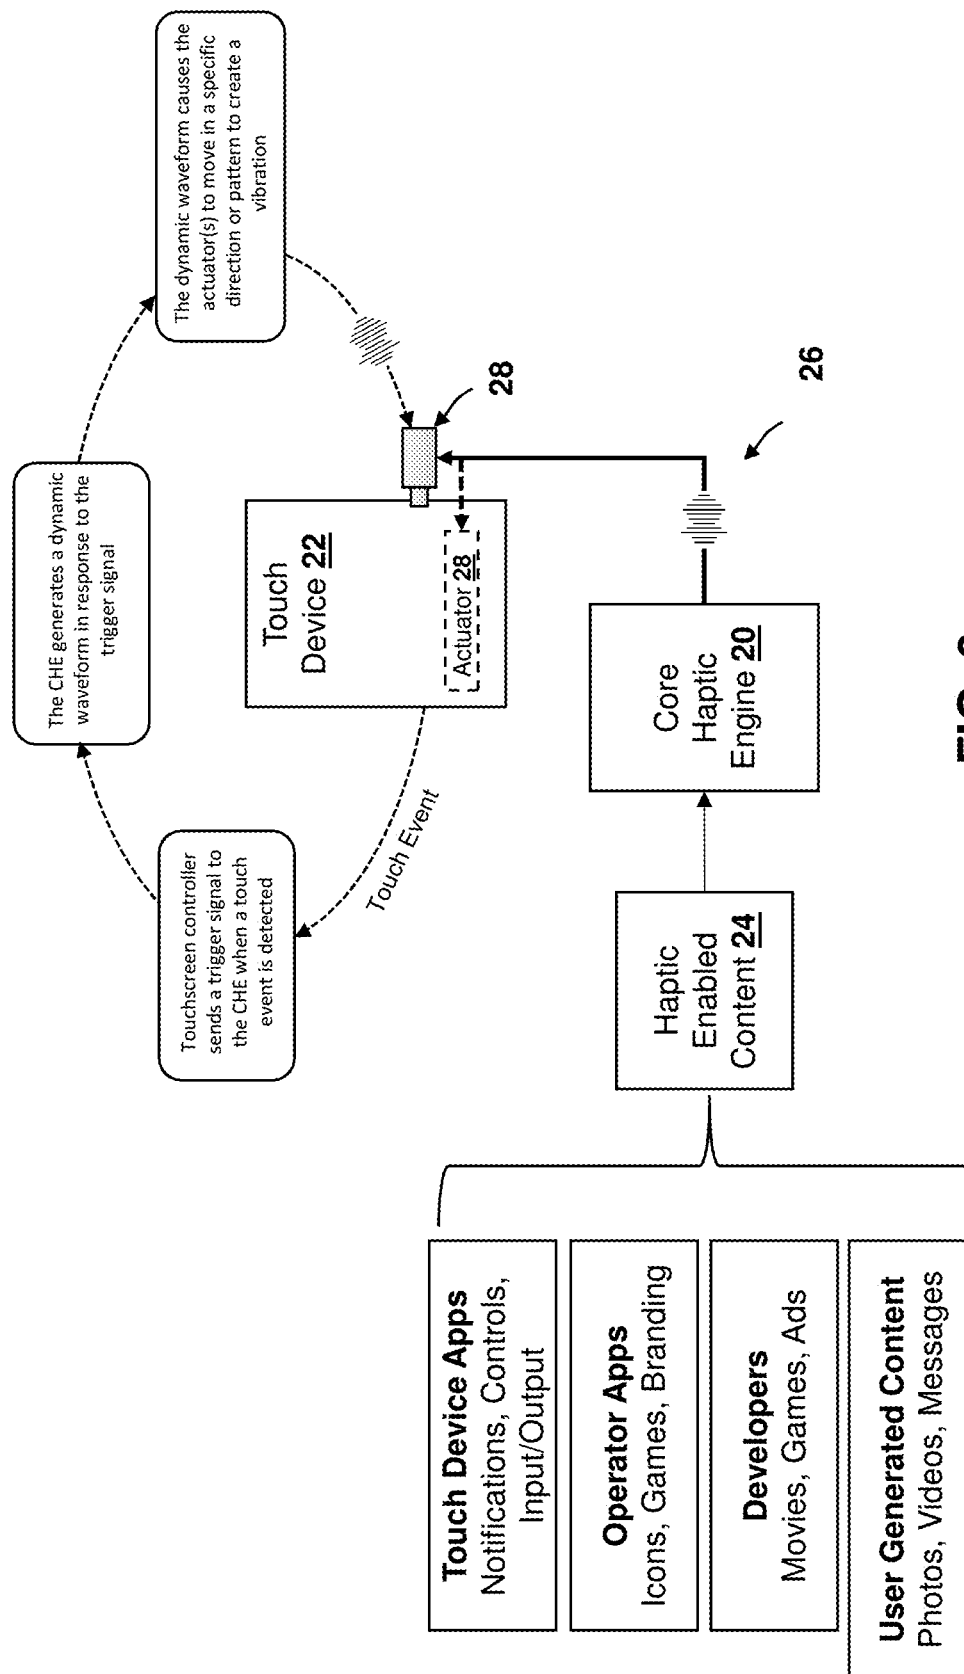 Touch Device Apps
Notifications, Controls,
Input/Output
Operator Apps
Icons, Games, Branding
Developers
Movies, Games, Ads
User Generated Content
Photos, Videos, Messages
Haptic
Enabled
Content 24
Core
Haptic
Engine 20
26
Touch
Device 22
Actuator 28
28
Touch Event
Touchscreen controller
sends a trigger signal to
the CHE when a touch
event is detected
The CHE generates a dynamic
waveform in response to the
trigger signal
The dynamic waveform causes the
actuator(s) to move in a specific
direction or pattern to create a
vibration